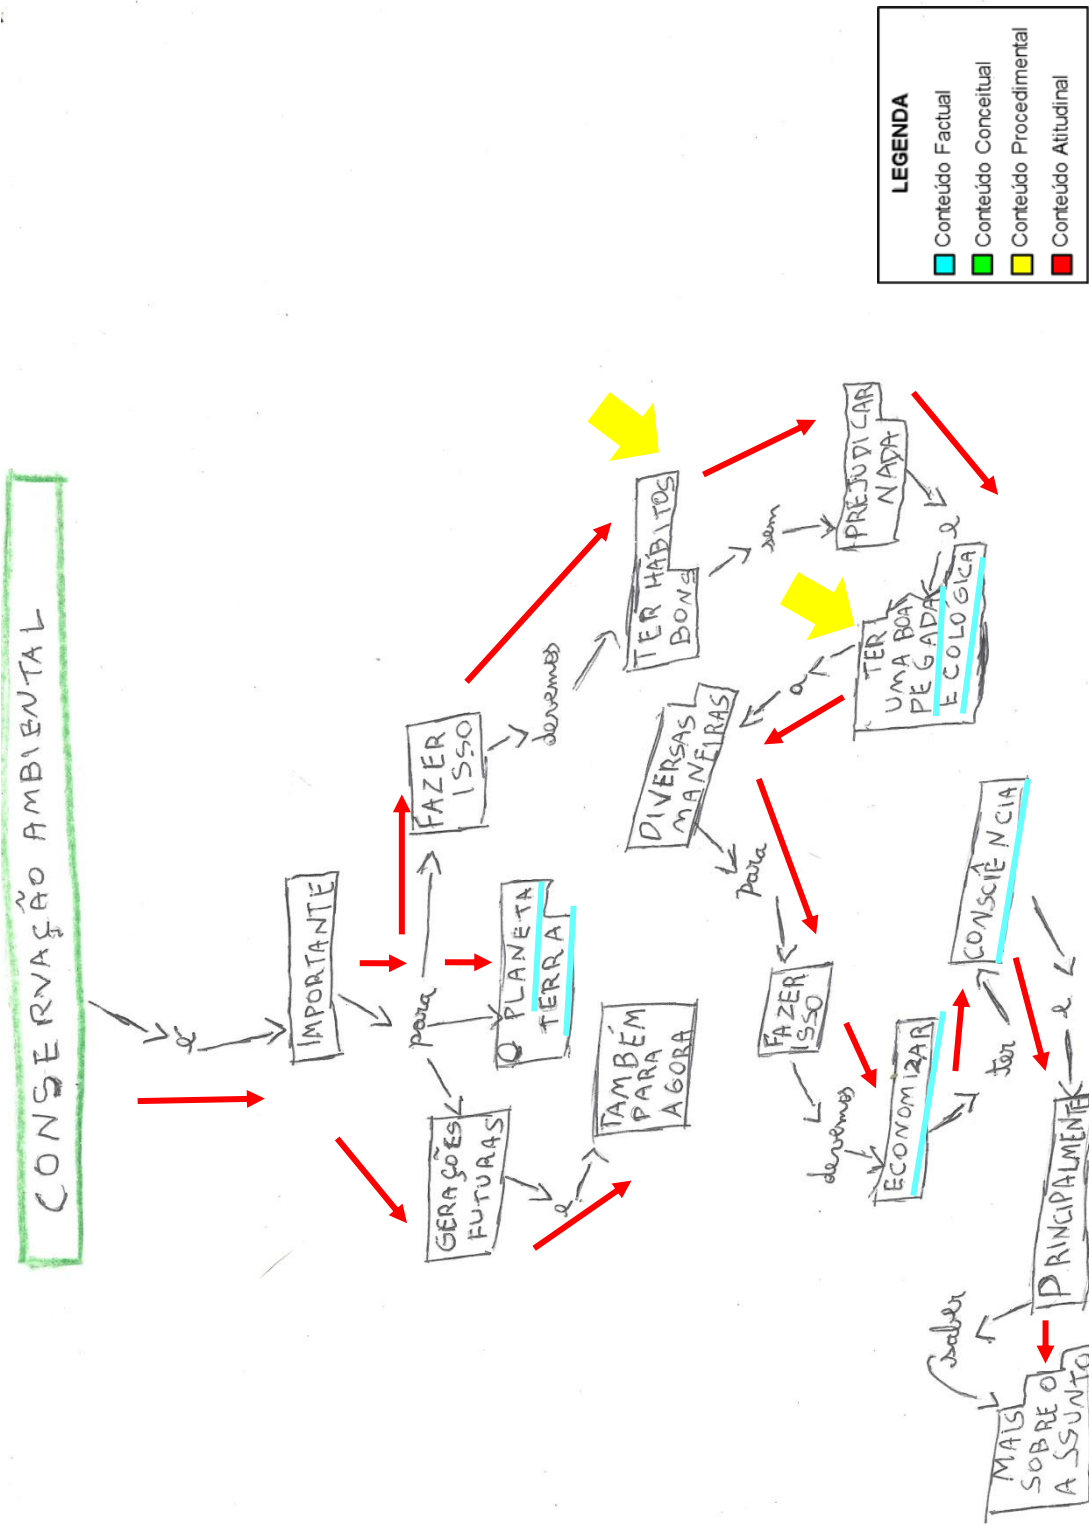 CONSERVAÇÃO AMBIENTAL
é
IMPORTANTE
para
GERAÇÕES
FUTURAS
e
TAMBÉM
PARA
AGORA
O PLANETA
TERRA
FAZER
ISSO
devemos
TER HÁBITOS
BONS
sem
PREJUDICAR
NADA
e
TER
UMA BOA
PEGADA
ECOLÓGICA
a
DIVERSAS
MANEIRAS
para
FAZER
ISSO
devemos
ECONOMIZAR
ter
CONSCIÊNCIA
e
PRINCIPALMENTE
saber
MAIS
SOBRE O
ASSUNTO
LEGENDA
Conteúdo Factual
Conteúdo Conceitual
Conteúdo Procedimental
Conteúdo Atitudinal